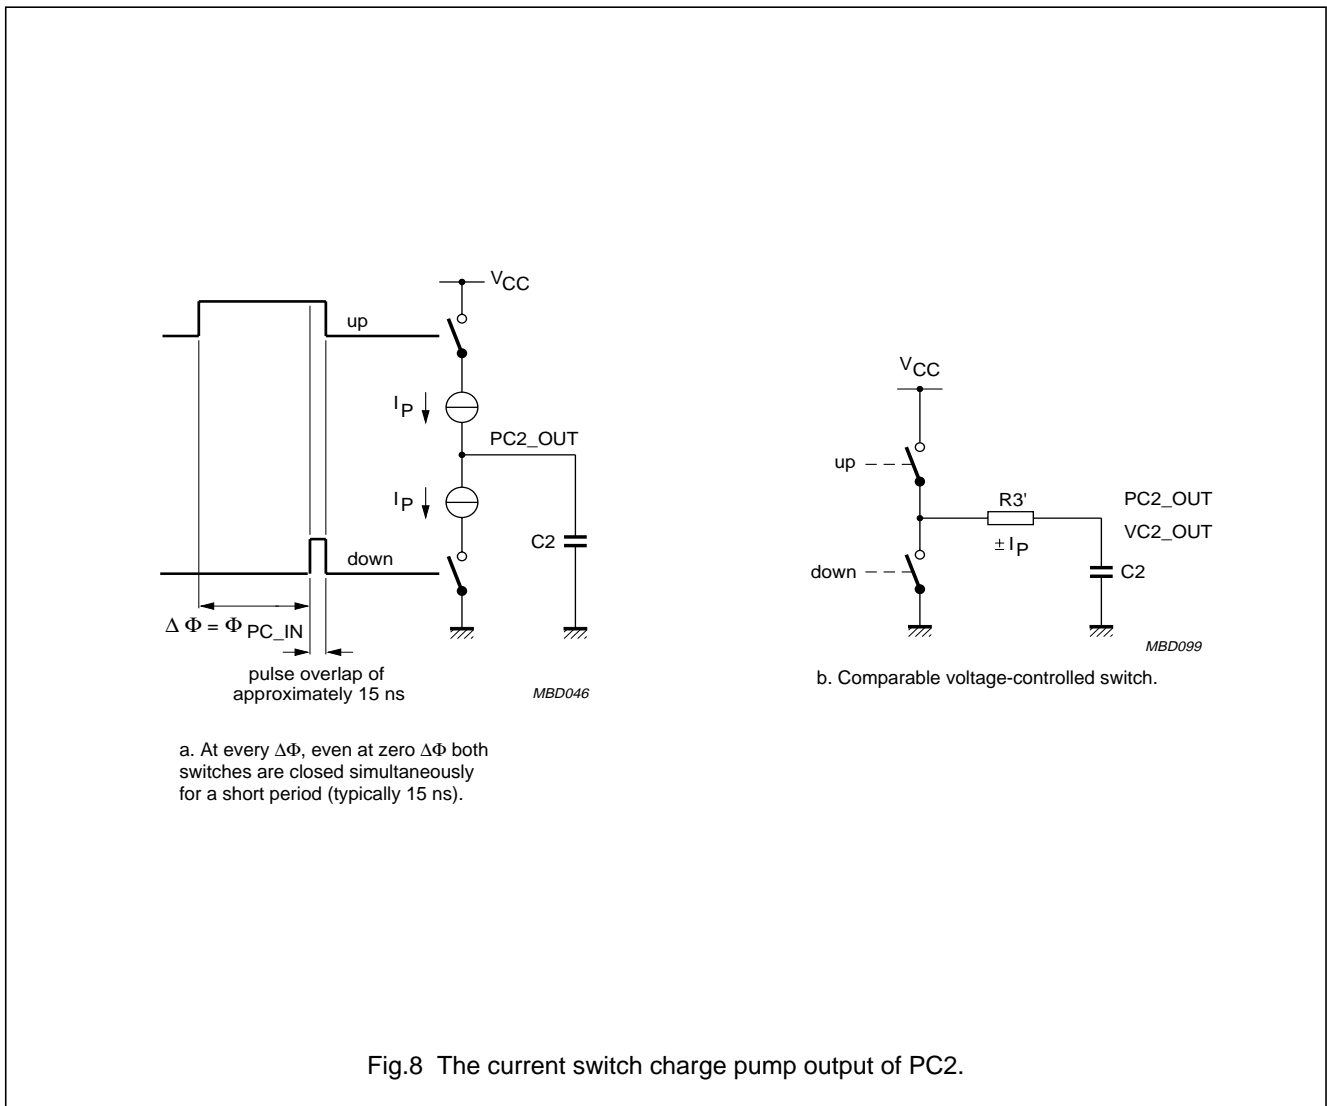 VCC
up
IP
PC2_OUT
IP
C2
down
Δ Φ = Φ PC_IN
pulse overlap of
approximately 15 ns
MBD046
a. At every ΔΦ, even at zero ΔΦ both
switches are closed simultaneously
for a short period (typically 15 ns).
VCC
up
R3'
PC2_OUT
VC2_OUT
± IP
down
C2
MBD099
b. Comparable voltage-controlled switch.
Fig.8 The current switch charge pump output of PC2.